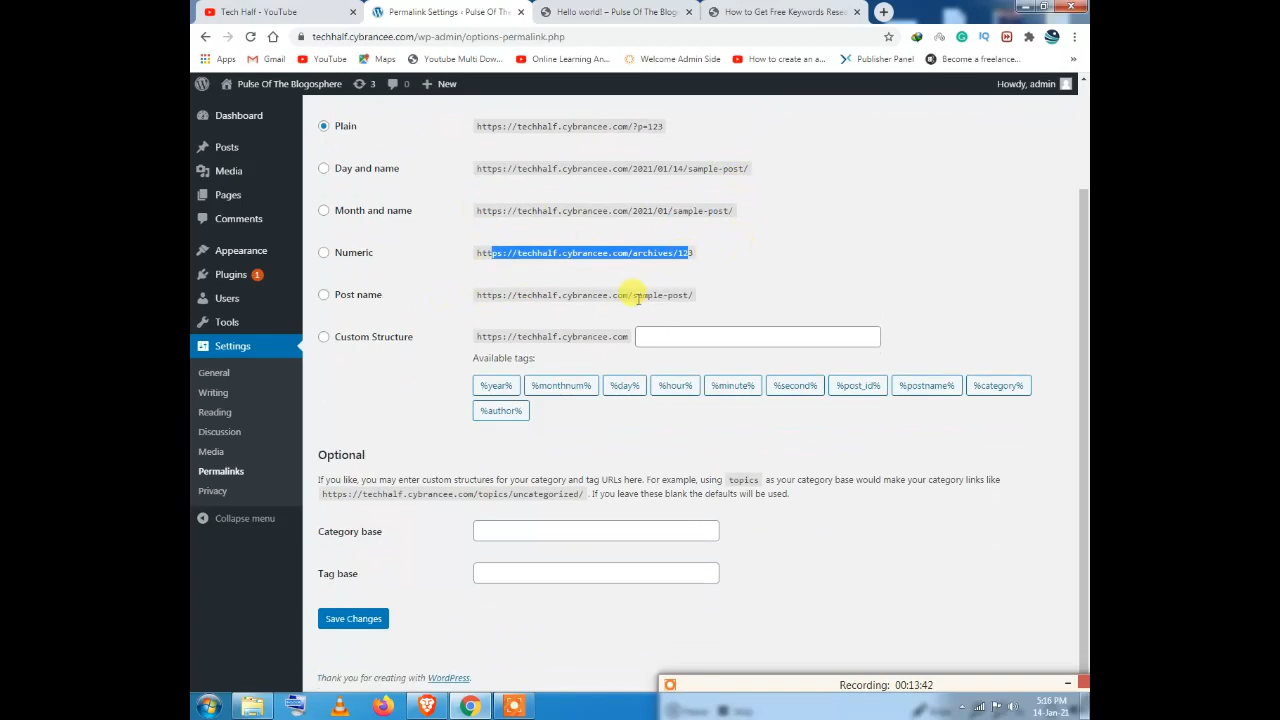 Tech Half - YouTube
Permalink Settings ‹ Pulse Of The
Hello world! – Pulse Of The Blog
How to Get Free Keywords Rese
techhalf.cybrancee.com/wp-admin/options-permalink.php
Apps Gmail YouTube Maps Youtube Multi Dow... Online Learning An... Welcome Admin Side How to create an a... Publisher Panel Become a freelance...
Pulse Of The Blogosphere 3 0 New Howdy, admin
Dashboard
Posts
Media
Pages
Comments
Appearance
Plugins 1
Users
Tools
Settings
General
Writing
Reading
Discussion
Media
Permalinks
Privacy
Collapse menu
Plain https://techhalf.cybrancee.com/?p=123
Day and name https://techhalf.cybrancee.com/2021/01/14/sample-post/
Month and name https://techhalf.cybrancee.com/2021/01/sample-post/
Numeric https://techhalf.cybrancee.com/archives/123
Post name https://techhalf.cybrancee.com/sample-post/
Custom Structure https://techhalf.cybrancee.com
Available tags:
%year% %monthnum% %day% %hour% %minute% %second% %post_id% %postname% %category%
%author%
Optional
If you like, you may enter custom structures for your category and tag URLs here. For example, using topics as your category base would make your category links like
https://techhalf.cybrancee.com/topics/uncategorized/ . If you leave these blank the defaults will be used.
Category base
Tag base
Save Changes
Thank you for creating with WordPress.
Recording: 00:13:42
5:16 PM
14-Jan-21